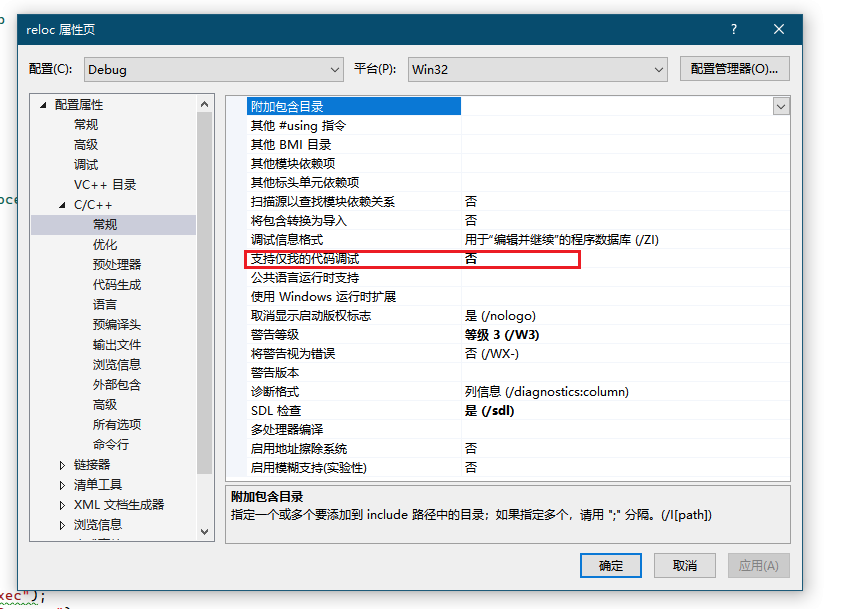 reloc 属性页
配置(C): Debug 平台(P): Win32 配置管理器(O)...
配置属性
常规
高级
调试
VC++ 目录
C/C++
常规
优化
预处理器
代码生成
语言
预编译头
输出文件
浏览信息
外部包含
高级
所有选项
命令行
链接器
清单工具
XML 文档生成器
浏览信息
附加包含目录
其他 #using 指令
其他 BMI 目录
其他模块依赖项
其他标头单元依赖项
扫描源以查找模块依赖关系 否
将包含转换为导入 否
调试信息格式 用于“编辑并继续”的程序数据库 (/ZI)
支持仅我的代码调试 否
公共语言运行时支持
使用 Windows 运行时扩展
取消显示启动版权标志 是 (/nologo)
警告等级 等级 3 (/W3)
将警告视为错误 否 (/WX-)
警告版本
诊断格式 列信息 (/diagnostics:column)
SDL 检查 是 (/sdl)
多处理器编译
启用地址擦除系统 否
启用模糊支持(实验性) 否
附加包含目录
指定一个或多个要添加到 include 路径中的目录；如果指定多个，请用 ";" 分隔。(/I[path])
确定 取消 应用(A)
xec");